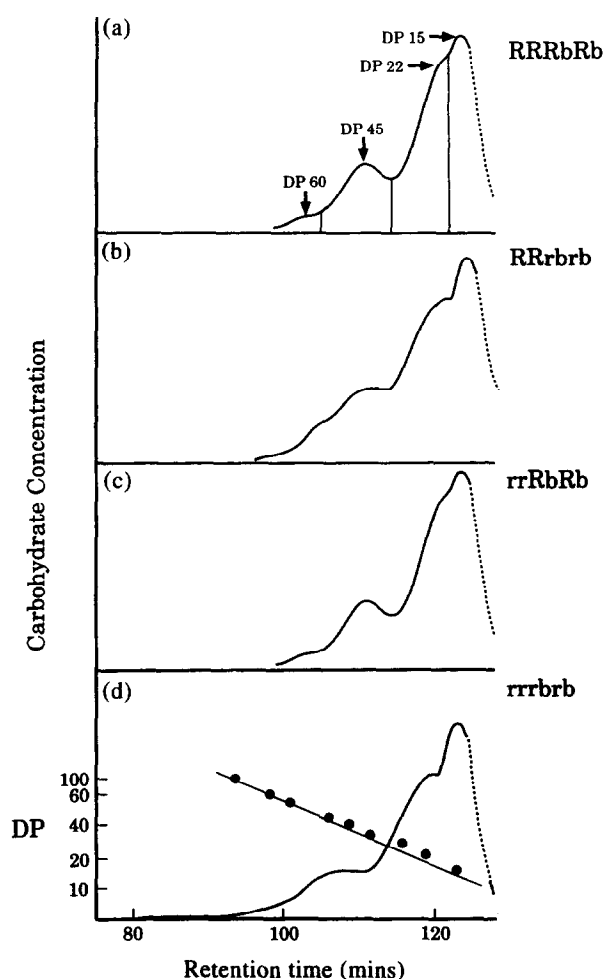 (a)
DP 15
RRRbRb
DP 22
DP 45
DP 60
(b)
RRrbrb
(c)
rrRbRb
(d)
rrrbrb
Carbohydrate Concentration
DP
100
60
40
20
10
80
100
120
Retention time (mins)